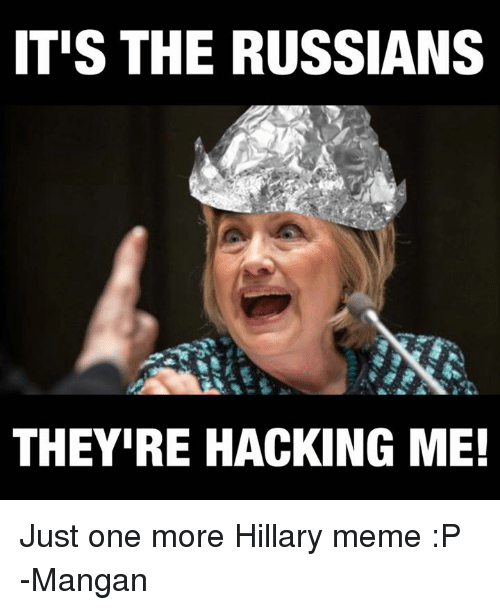 IT'S THE RUSSIANS
THEY'RE HACKING ME!
Just one more Hillary meme :P
-Mangan